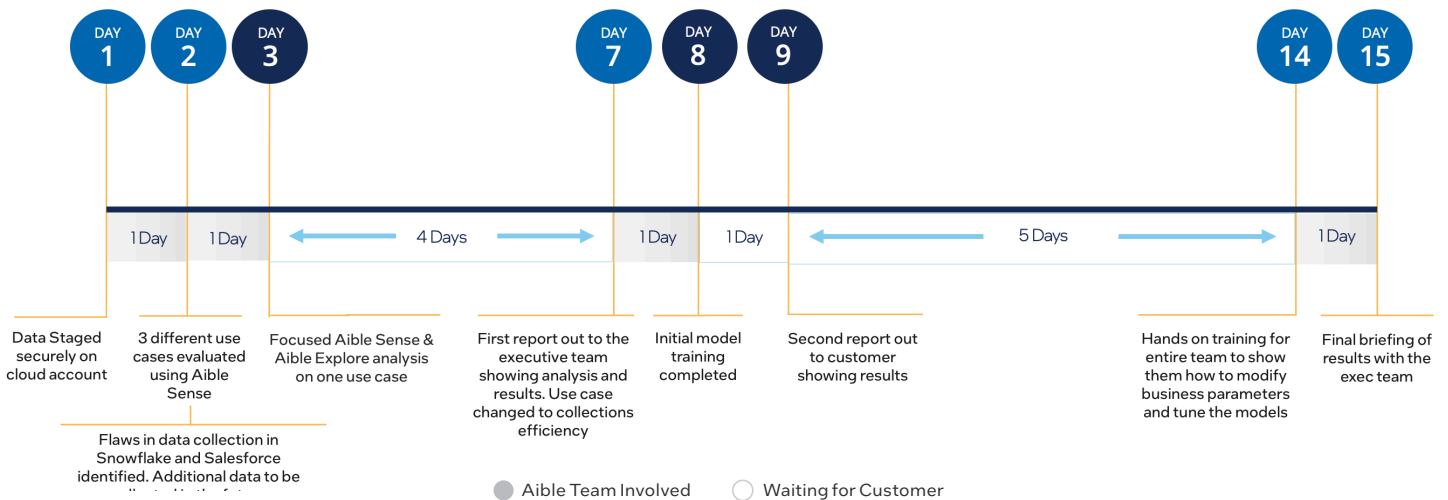 DAY
1
DAY
2
DAY
3
DAY
7
DAY
8
DAY
9
DAY
14
DAY
15
1 Day
1 Day
4 Days
1 Day
1 Day
5 Days
1 Day
Data Staged
securely on
cloud account
3 different use
cases evaluated
using Aible
Sense
Flaws in data collection in
Snowflake and Salesforce
identified. Additional data to be
Focused Aible Sense &
Aible Explore analysis
on one use case
First report out to the
executive team
showing analysis and
results. Use case
changed to collections
efficiency
Initial model
training
completed
Second report out
to customer
showing results
Hands on training for
entire team to show
them how to modify
business parameters
and tune the models
Final briefing of
results with the
exec team
Aible Team Involved
Waiting for Customer